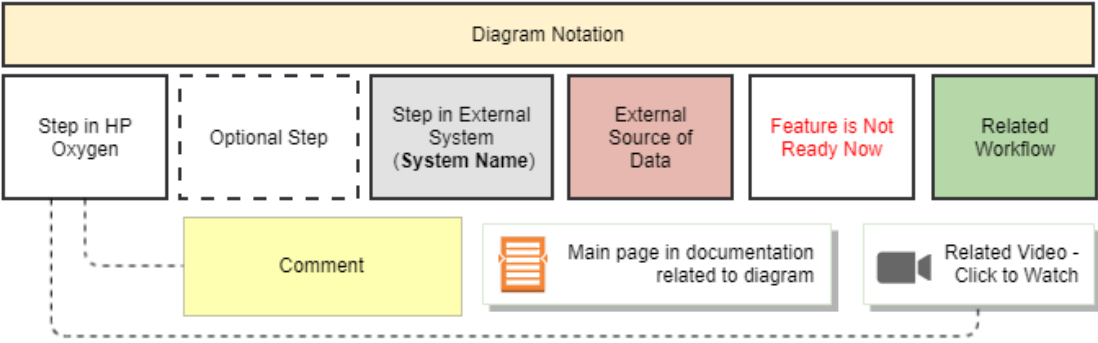 Diagram Notation
Step in HP
Oxygen
Optional Step
Step in External
System
(System Name)
External
Source of
Data
Feature is Not
Ready Now
Related
Workflow
Comment
Main page in documentation
related to diagram
Related Video -
Click to Watch